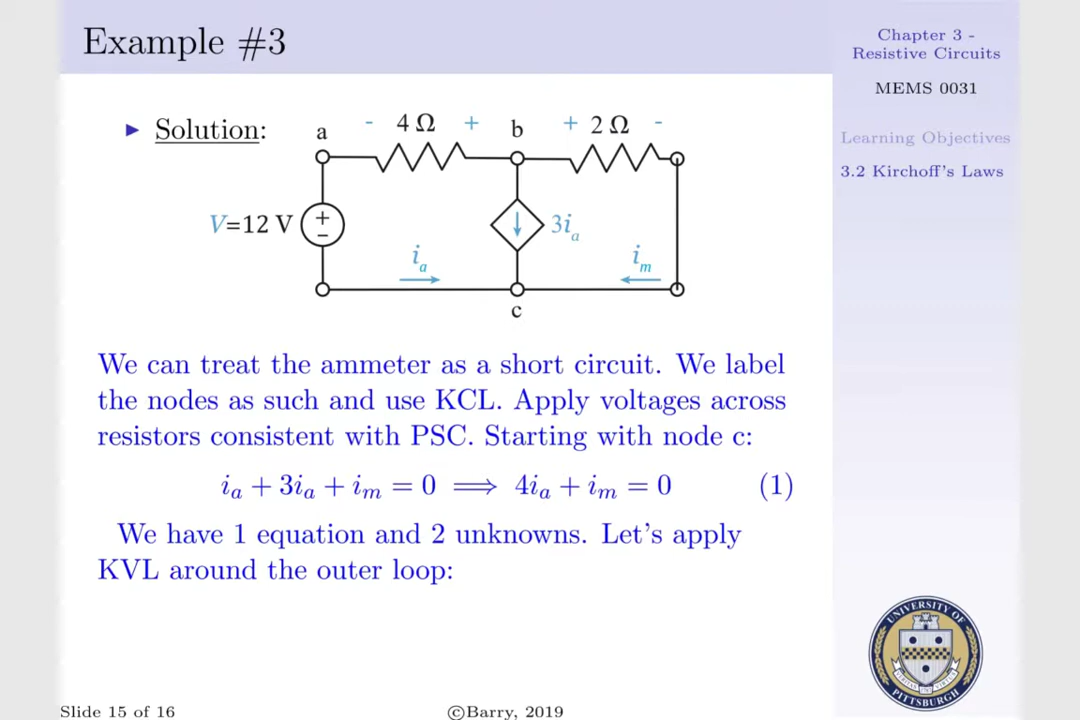 Example #3
Chapter 3 -
Resistive Circuits
MEMS 0031
Learning Objectives
3.2 Kirchoff's Laws
► Solution:
a - 4 Ω + b + 2 Ω -
V=12 V + - ↓ 3i_a
i_a i_m
c
We can treat the ammeter as a short circuit. We label
the nodes as such and use KCL. Apply voltages across
resistors consistent with PSC. Starting with node c:
i_a + 3i_a + i_m = 0 ⟹ 4i_a + i_m = 0 (1)
We have 1 equation and 2 unknowns. Let's apply
KVL around the outer loop:
UNIVERSITY OF
PITTSBURGH
Slide 15 of 16
©Barry, 2019